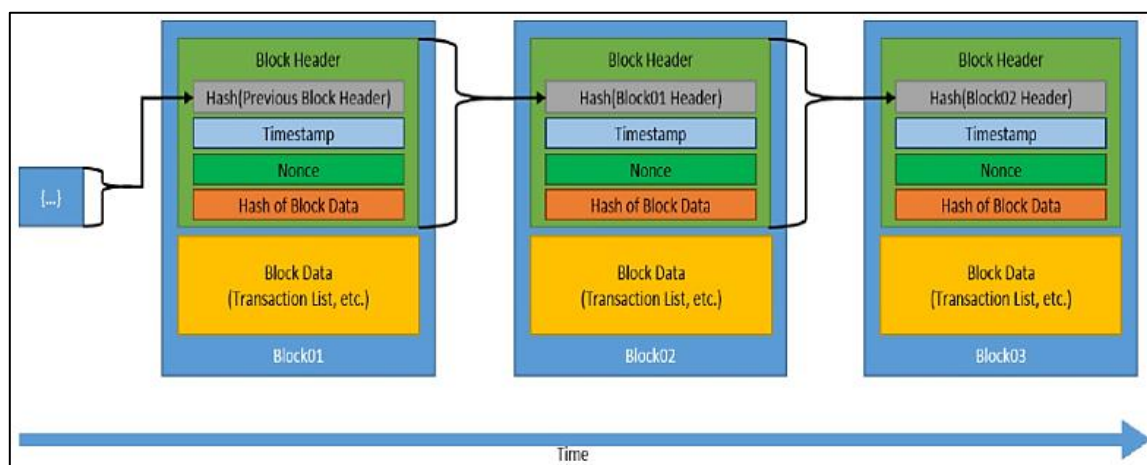 {...}
Block Header
Hash(Previous Block Header)
Timestamp
Nonce
Hash of Block Data
Block Data
(Transaction List, etc.)
Block01
Block Header
Hash(Block01 Header)
Timestamp
Nonce
Hash of Block Data
Block Data
(Transaction List, etc.)
Block02
Block Header
Hash(Block02 Header)
Timestamp
Nonce
Hash of Block Data
Block Data
(Transaction List, etc.)
Block03
Time